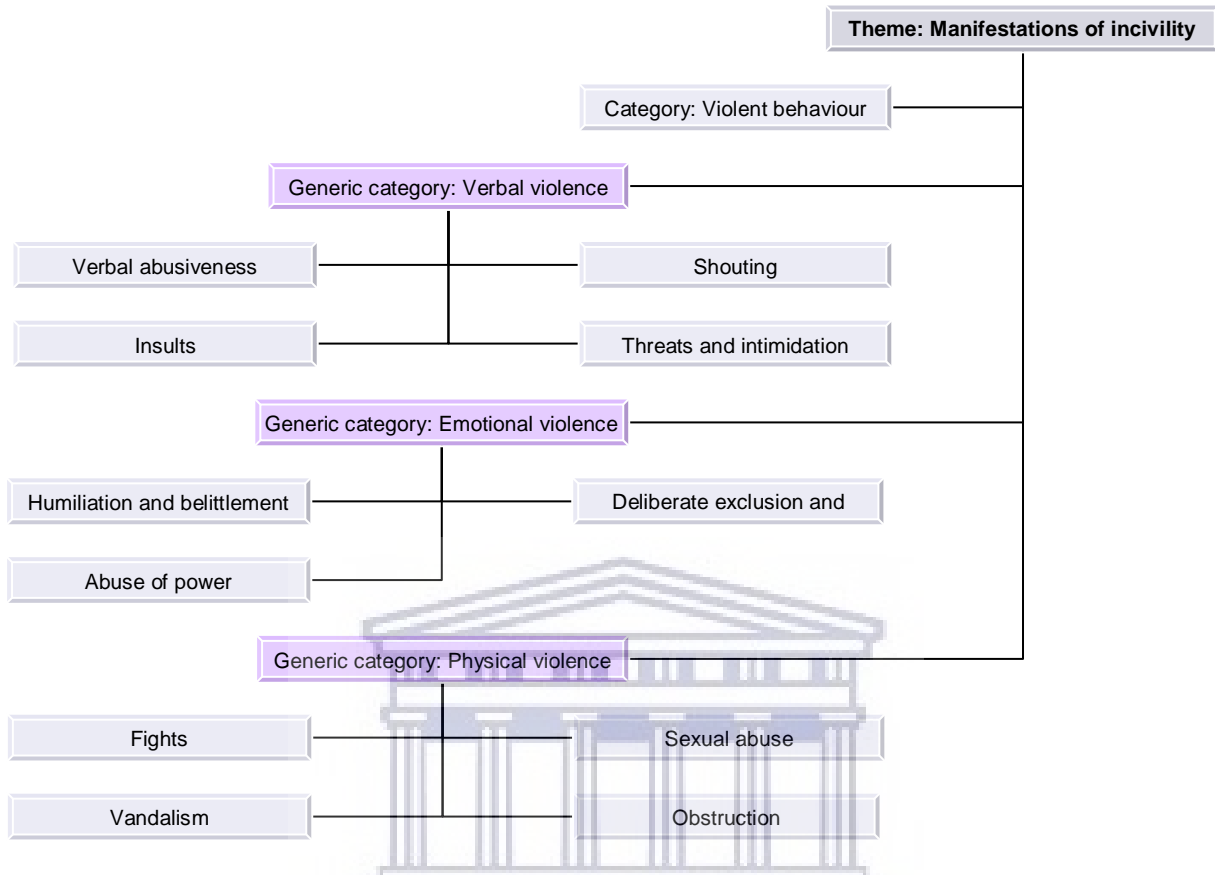 Theme: Manifestations of incivility
Category: Violent behaviour
Generic category: Verbal violence
Verbal abusiveness
Shouting
Insults
Threats and intimidation
Generic category: Emotional violence
Humiliation and belittlement
Deliberate exclusion and
Abuse of power
Generic category: Physical violence
Fights
Sexual abuse
Vandalism
Obstruction